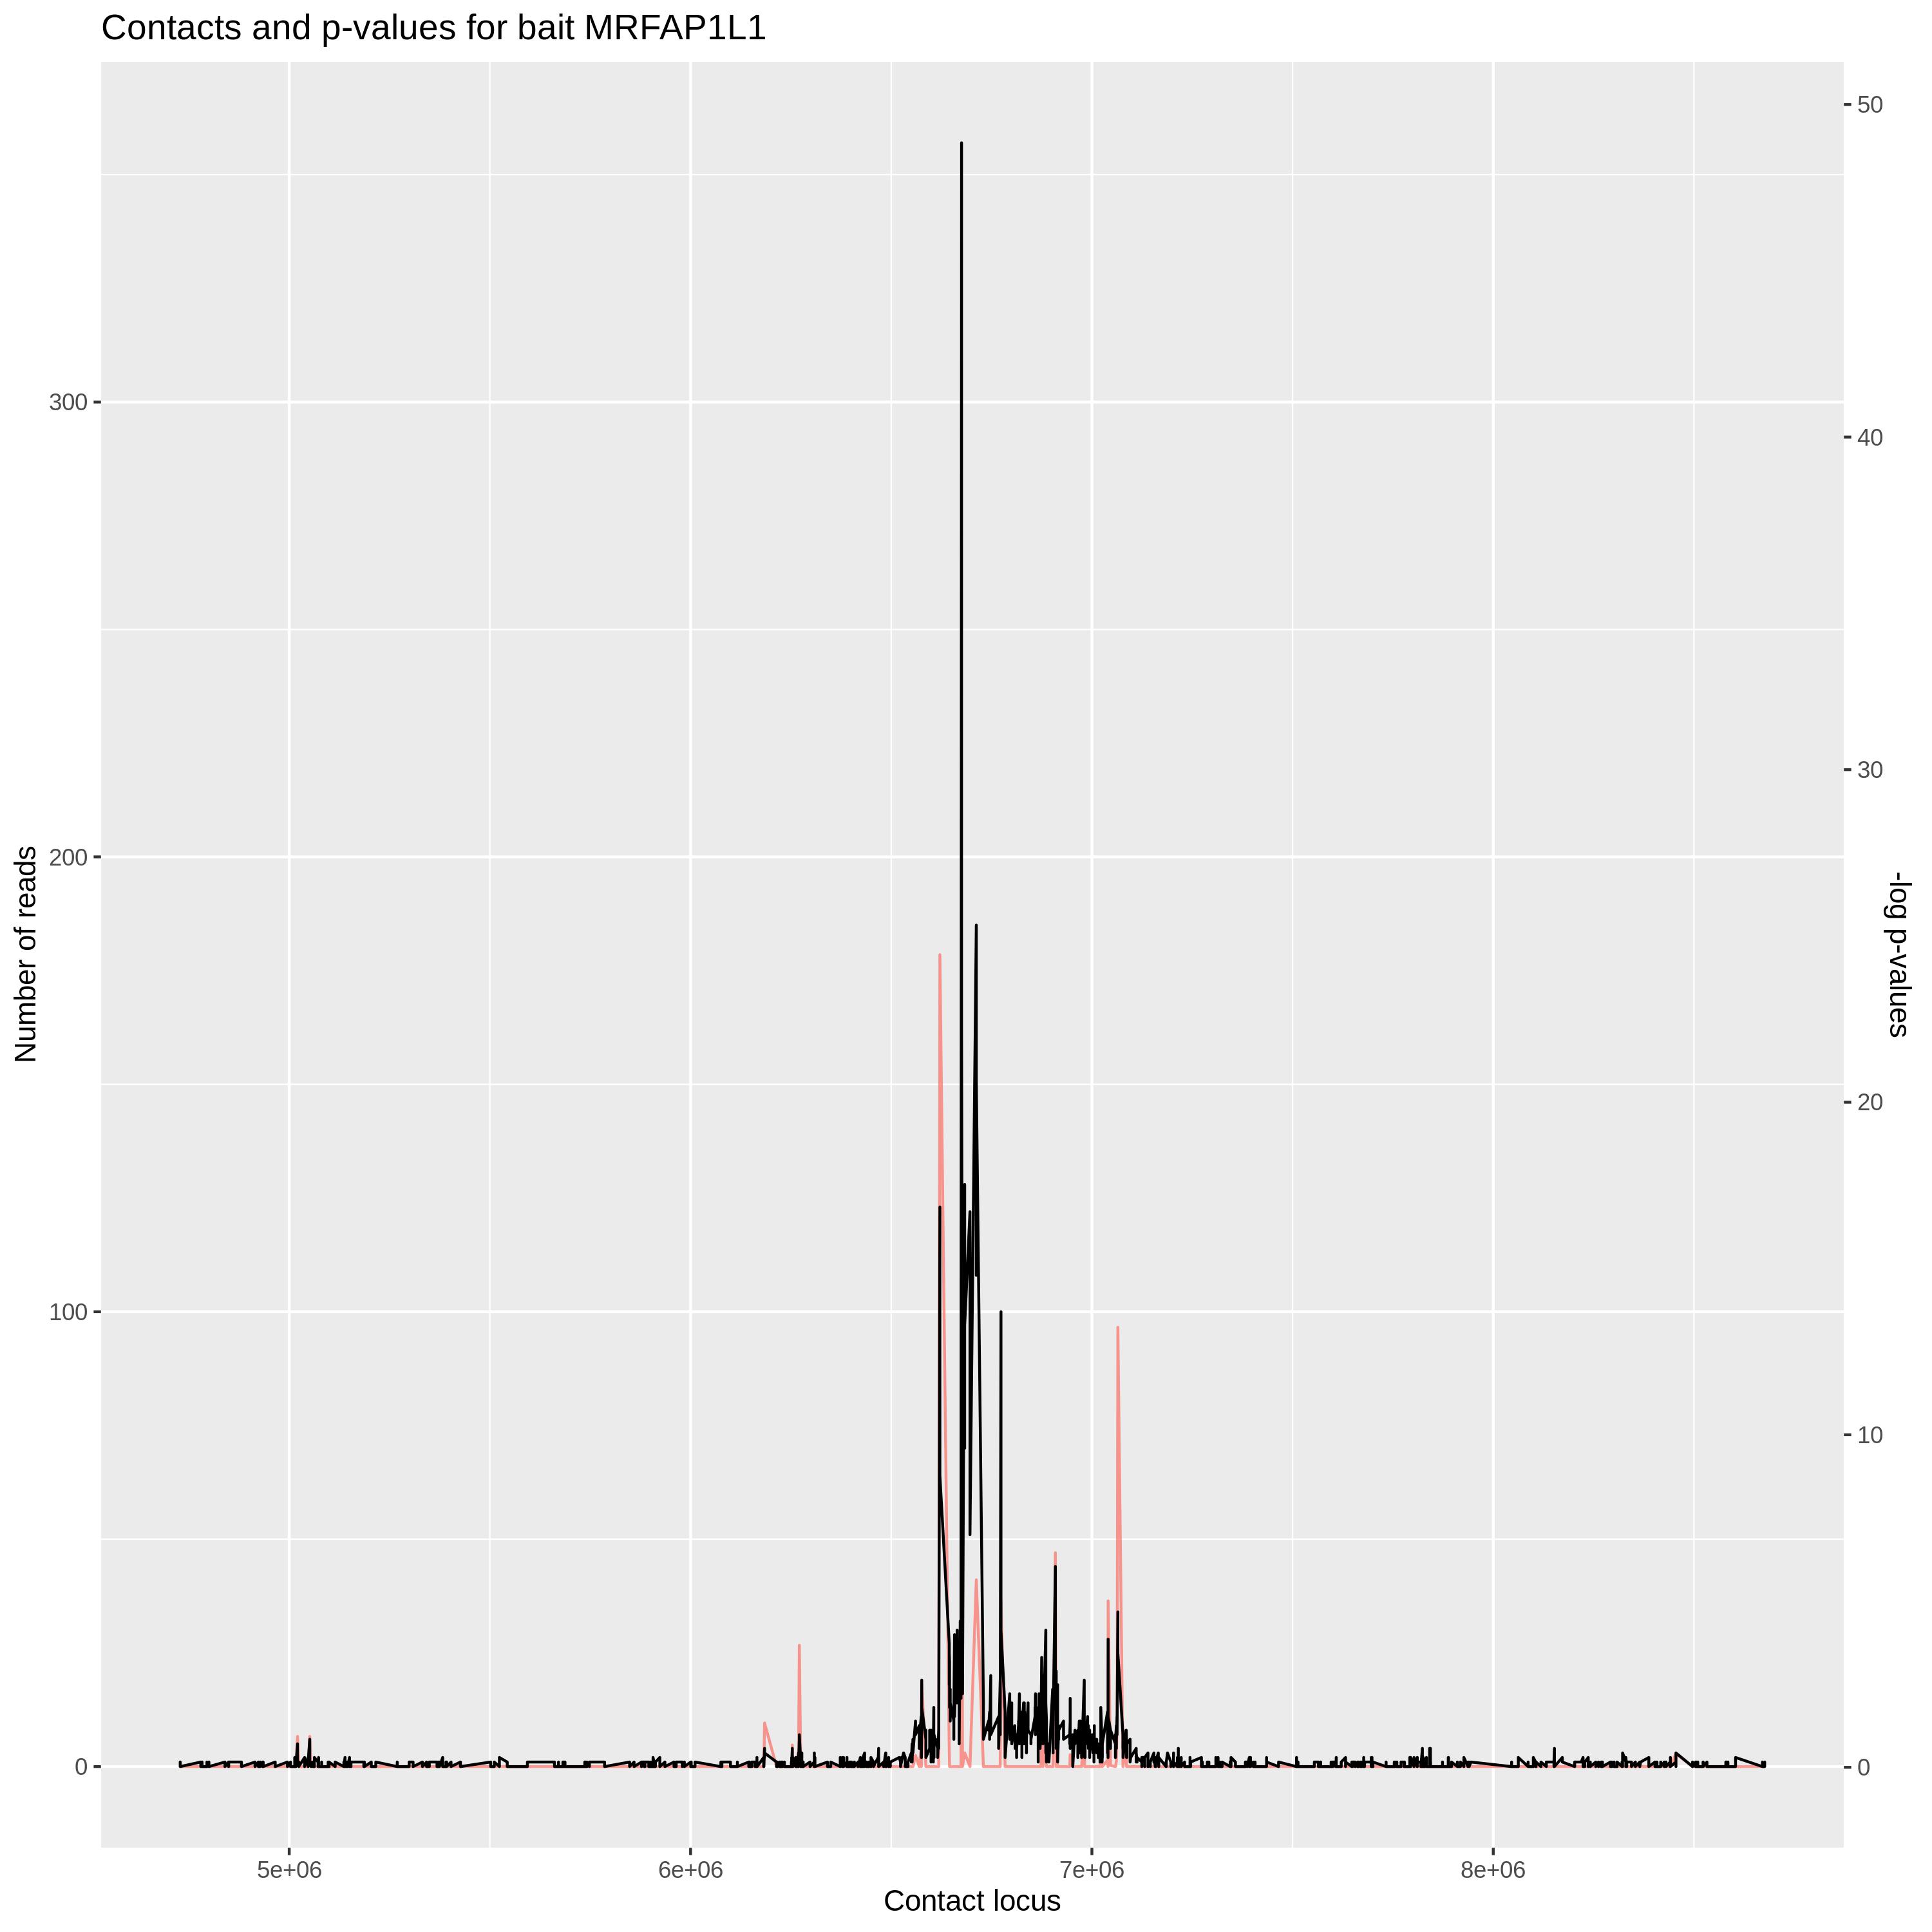 Contacts and p-values for bait MRFAP1L1
Number of reads
300
200
100
0
50
40
30
20
10
0
-log p-values
5e+06 6e+06 7e+06 8e+06
Contact locus